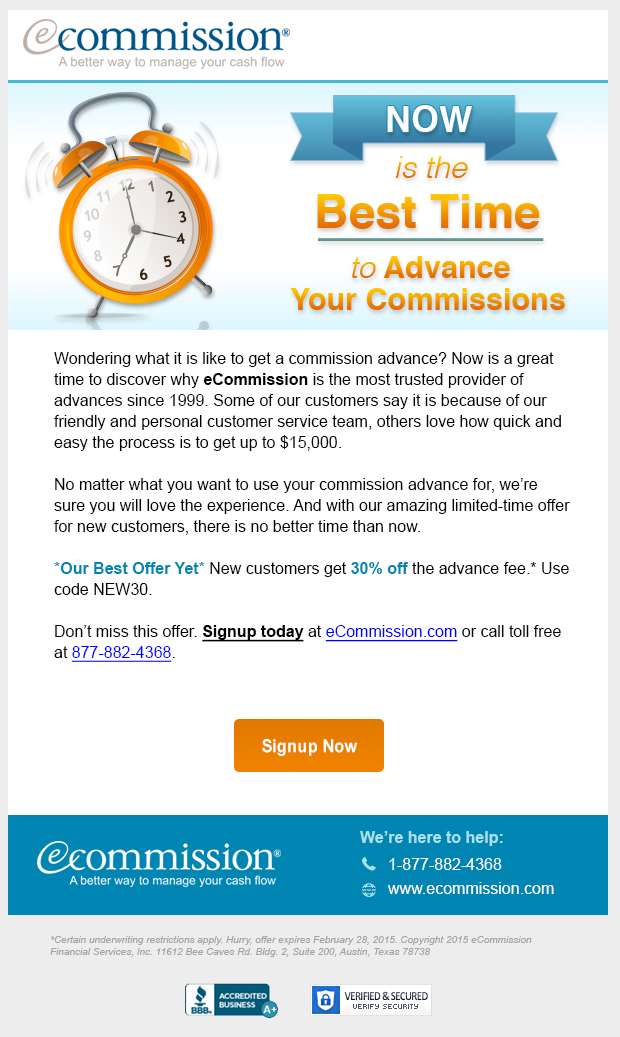 ecommission®
A better way to manage your cash flow
NOW
is the
Best Time
to Advance
Your Commissions
11 12 1
10 2
9 3
8 4
7 6 5
Wondering what it is like to get a commission advance? Now is a great
time to discover why eCommission is the most trusted provider of
advances since 1999. Some of our customers say it is because of our
friendly and personal customer service team, others love how quick and
easy the process is to get up to $15,000.
No matter what you want to use your commission advance for, we’re
sure you will love the experience. And with our amazing limited-time offer
for new customers, there is no better time than now.
*Our Best Offer Yet* New customers get 30% off the advance fee.* Use
code NEW30.
Don’t miss this offer. Signup today at eCommission.com or call toll free
at 877-882-4368.
Signup Now
ecommission®
A better way to manage your cash flow
We’re here to help:
1-877-882-4368
www.ecommission.com
*Certain underwriting restrictions apply. Hurry, offer expires February 28, 2015. Copyright 2015 eCommission
Financial Services, Inc. 11612 Bee Caves Rd. Bldg. 2, Suite 200, Austin, Texas 78738
BBB.
ACCREDITED
BUSINESS
A+
VERIFIED & SECURED
VERIFY SECURITY